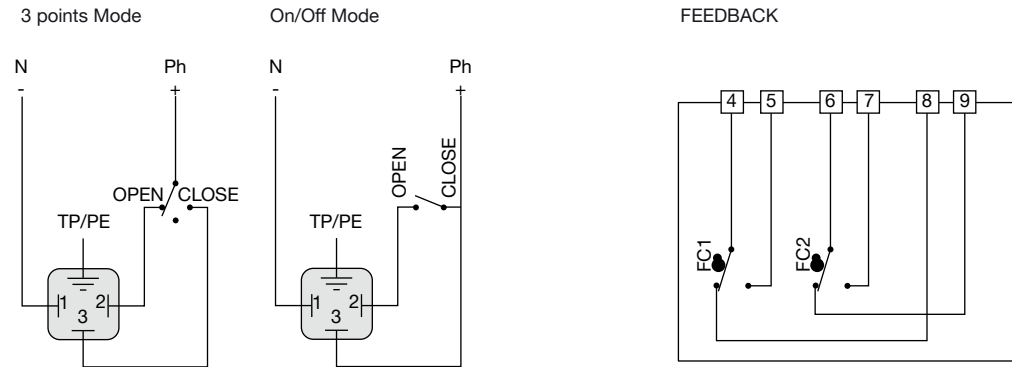 3 points Mode
On/Off Mode
FEEDBACK
N
Ph
-
+
OPEN
CLOSE
TP/PE
1
2
3
N
Ph
-
+
OPEN
CLOSE
TP/PE
1
2
3
4
5
6
7
8
9
FC1
FC2